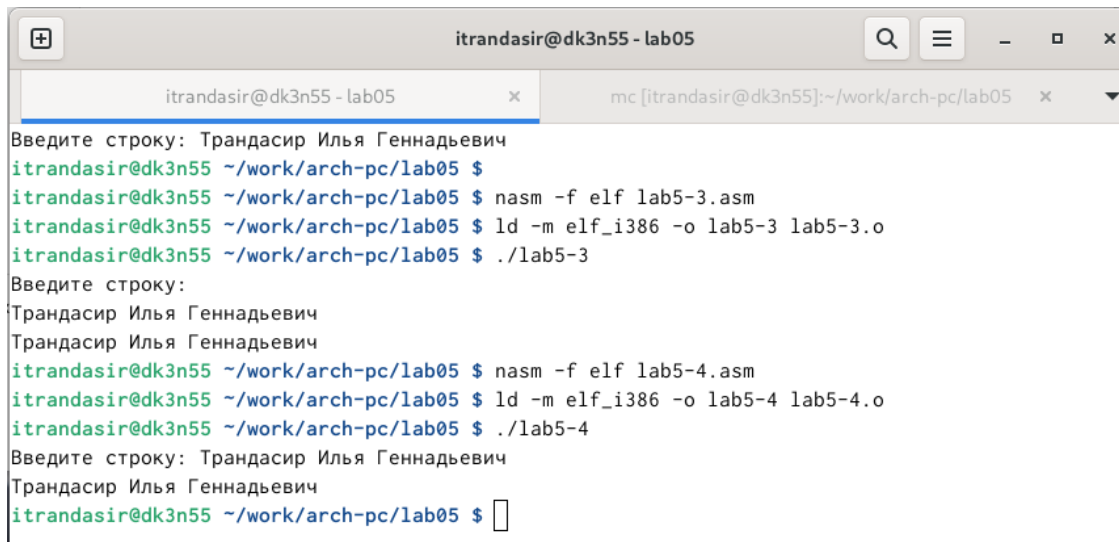 itrandasir@dk3n55 - lab05
itrandasir@dk3n55 - lab05
mc [itrandasir@dk3n55]:~/work/arch-pc/lab05
Введите строку: Трандасир Илья Геннадьевич
itrandasir@dk3n55 ~/work/arch-pc/lab05 $
itrandasir@dk3n55 ~/work/arch-pc/lab05 $ nasm -f elf lab5-3.asm
itrandasir@dk3n55 ~/work/arch-pc/lab05 $ ld -m elf_i386 -o lab5-3 lab5-3.o
itrandasir@dk3n55 ~/work/arch-pc/lab05 $ ./lab5-3
Введите строку:
Трандасир Илья Геннадьевич
Трандасир Илья Геннадьевич
itrandasir@dk3n55 ~/work/arch-pc/lab05 $ nasm -f elf lab5-4.asm
itrandasir@dk3n55 ~/work/arch-pc/lab05 $ ld -m elf_i386 -o lab5-4 lab5-4.o
itrandasir@dk3n55 ~/work/arch-pc/lab05 $ ./lab5-4
Введите строку: Трандасир Илья Геннадьевич
Трандасир Илья Геннадьевич
itrandasir@dk3n55 ~/work/arch-pc/lab05 $